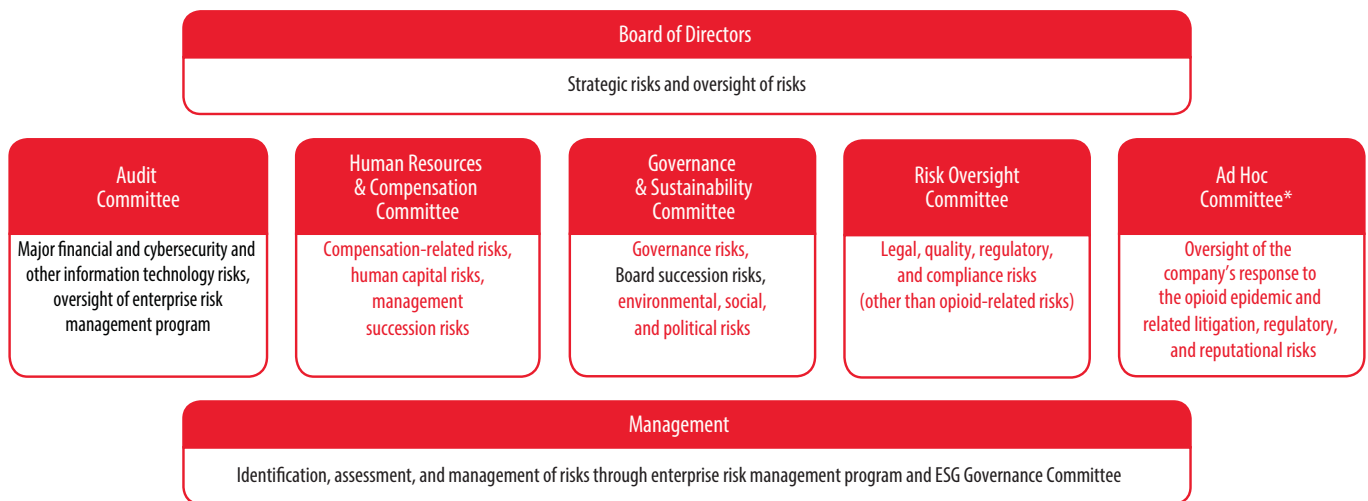 Board of Directors
Strategic risks and oversight of risks
Audit
Committee
Major financial and cybersecurity and
other information technology risks,
oversight of enterprise risk
management program
Human Resources
& Compensation
Committee
Compensation-related risks,
human capital risks,
management
succession risks
Governance
& Sustainability
Committee
Governance risks,
Board succession risks,
environmental, social,
and political risks
Risk Oversight
Committee
Legal, quality, regulatory,
and compliance risks
(other than opioid-related risks)
Ad Hoc
Committee*
Oversight of the
company’s response to
the opioid epidemic and
related litigation, regulatory,
and reputational risks
Management
Identification, assessment, and management of risks through enterprise risk management program and ESG Governance Committee